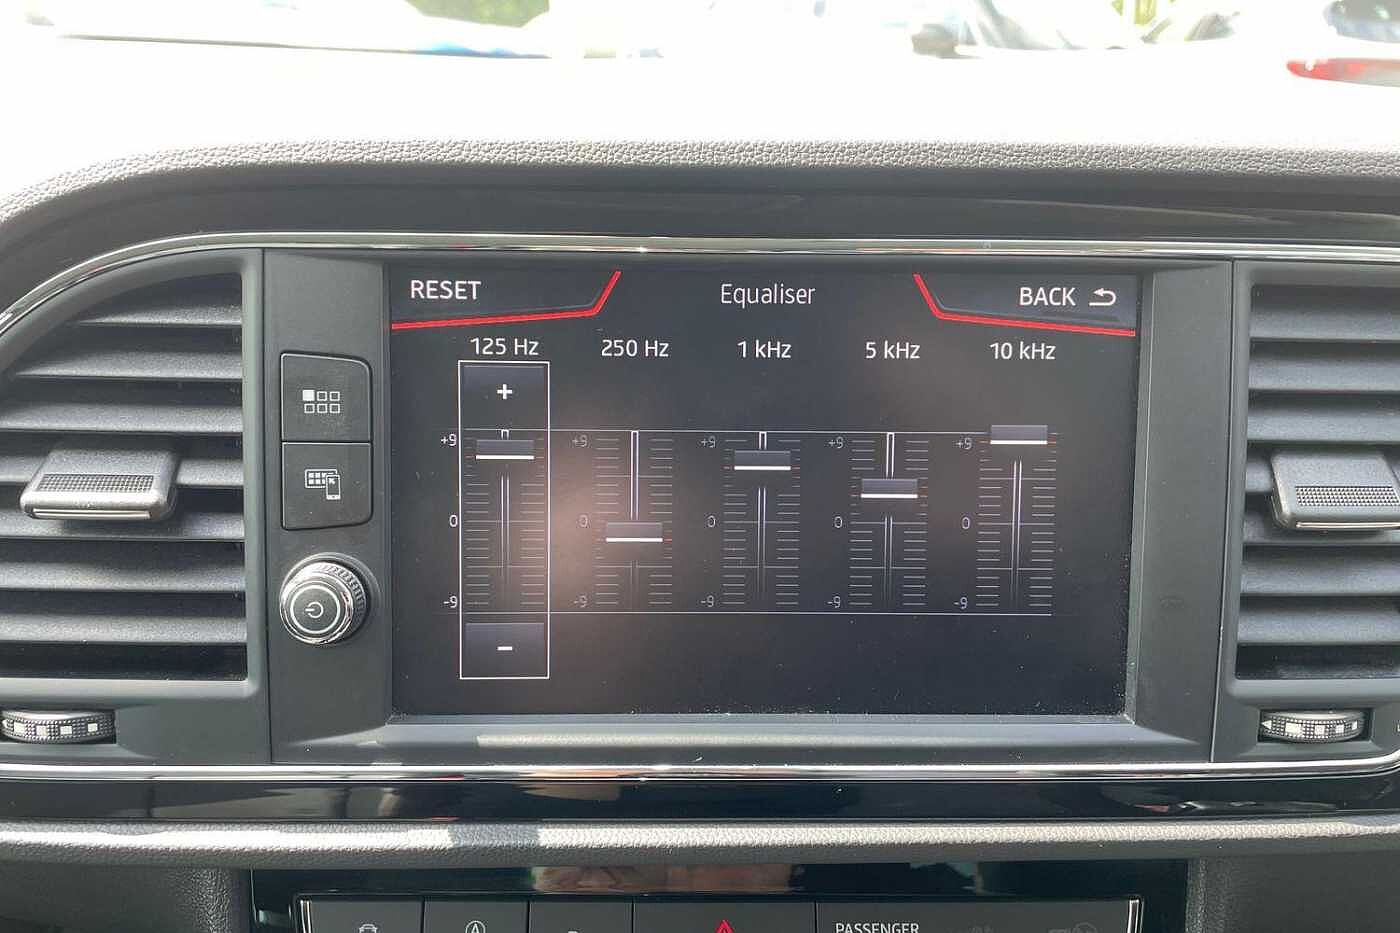 RESET
Equaliser
BACK
125 Hz 250 Hz 1 kHz 5 kHz 10 kHz
+
+9 +9 +9 +9 +9
0 0 0 0 0
-9 -9 -9 -9 -9
-
PASSENGER